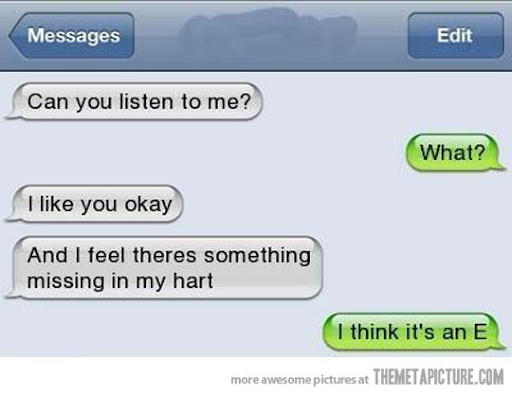 Messages
Edit
Can you listen to me?
What?
I like you okay
And I feel theres something
missing in my hart
I think it's an E
more awesome pictures at THEMETAPICTURE.COM